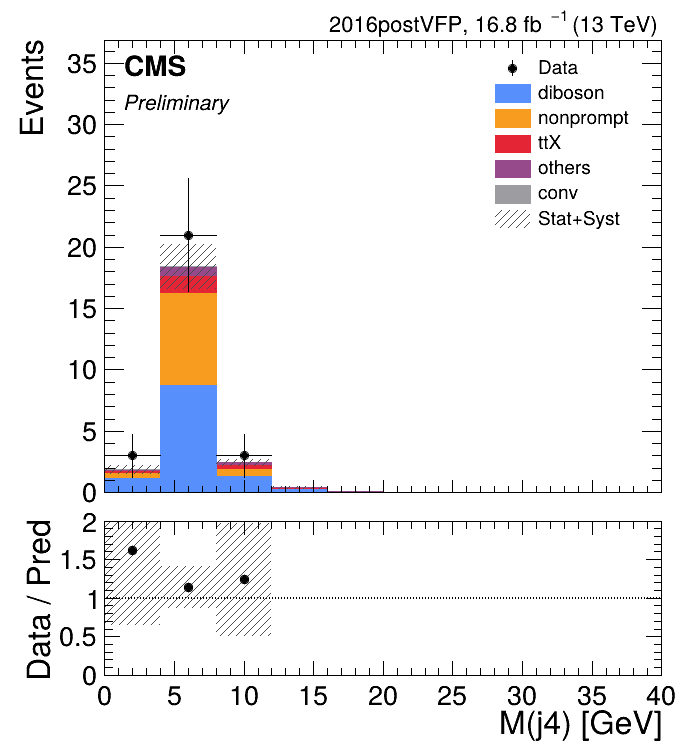 2016postVFP, 16.8 fb⁻¹ (13 TeV)
Events
CMS
Preliminary
Data
diboson
nonprompt
ttX
others
conv
Stat+Syst
35
30
25
20
15
10
5
0
Data / Pred
2
1.5
1
0.5
0
0 5 10 15 20 25 30 35 40
M(j4) [GeV]